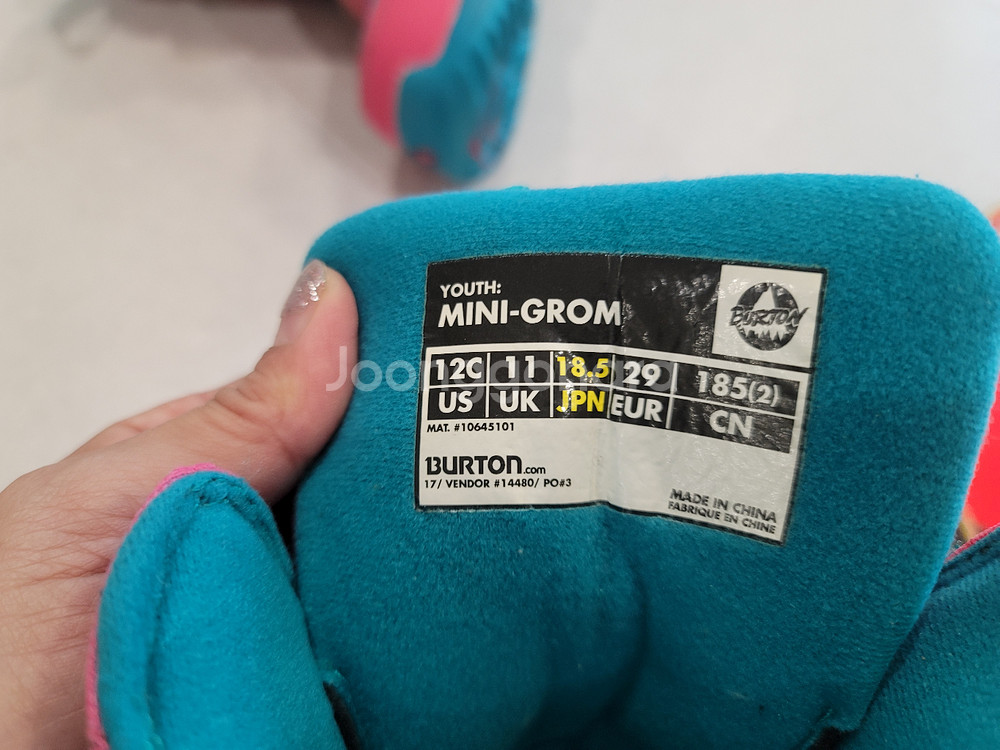 YOUTH:
MINI-GROM
BURTON
12C 11 18.5 29 185(2)
US UK JPN EUR CN
MAT. #10645101
BURTON.com
17/ VENDOR #14480/ PO#3
MADE IN CHINA
FABRIQUE EN CHINE